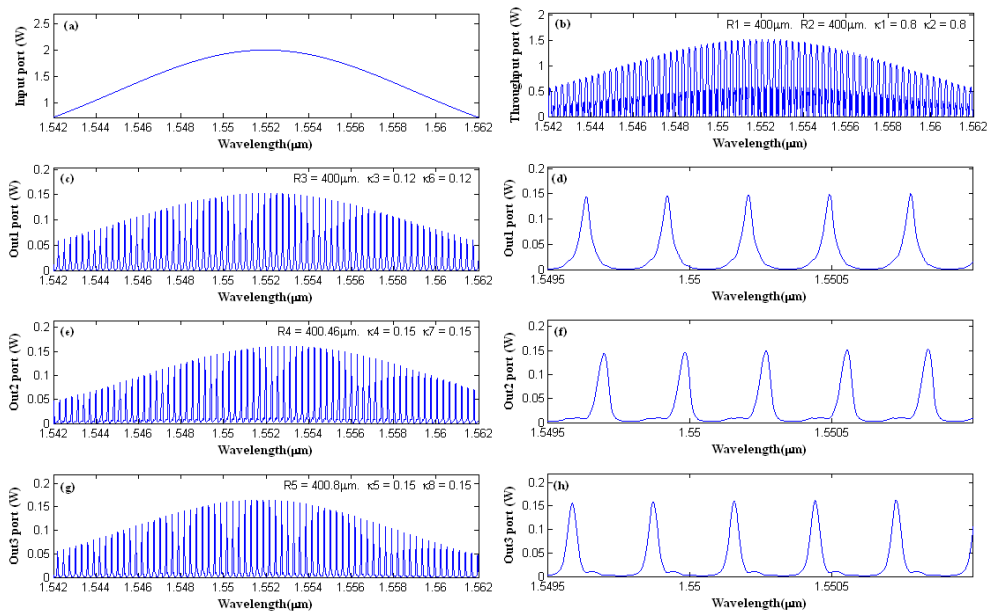 (a)
Input port (W)
2.5
2
1.5
1
1.542 1.544 1.546 1.548 1.55 1.552 1.554 1.556 1.558 1.56 1.562
Wavelength(μm)
(b)
R1 = 400μm. R2 = 400μm. κ1 = 0.8 κ2 = 0.8
Throughput port (W)
2
1.5
1
0.5
0
1.542 1.544 1.546 1.548 1.55 1.552 1.554 1.556 1.558 1.56 1.562
Wavelength(μm)
(c)
R3 = 400μm. κ3 = 0.12 κ6 = 0.12
Out1 port (W)
0.2
0.15
0.1
0.05
0
1.542 1.544 1.546 1.548 1.55 1.552 1.554 1.556 1.558 1.56 1.562
Wavelength(μm)
(d)
Out1 port (W)
0.2
0.15
0.1
0.05
0
1.5495 1.55 1.5505
Wavelength(μm)
(e)
R4 = 400.46μm. κ4 = 0.15 κ7 = 0.15
Out2 port (W)
0.2
0.15
0.1
0.05
0
1.542 1.544 1.546 1.548 1.55 1.552 1.554 1.556 1.558 1.56 1.562
Wavelength(μm)
(f)
Out2 port (W)
0.2
0.15
0.1
0.05
0
1.5495 1.55 1.5505
Wavelength(μm)
(g)
R5 = 400.8μm. κ5 = 0.15 κ8 = 0.15
Out3 port (W)
0.2
0.15
0.1
0.05
0
1.542 1.544 1.546 1.548 1.55 1.552 1.554 1.556 1.558 1.56 1.562
Wavelength(μm)
(h)
Out3 port (W)
0.2
0.15
0.1
0.05
0
1.5495 1.55 1.5505
Wavelength(μm)